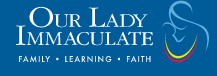 OUR LADY
IMMACULATE
FAMILY • LEARNING • FAITH